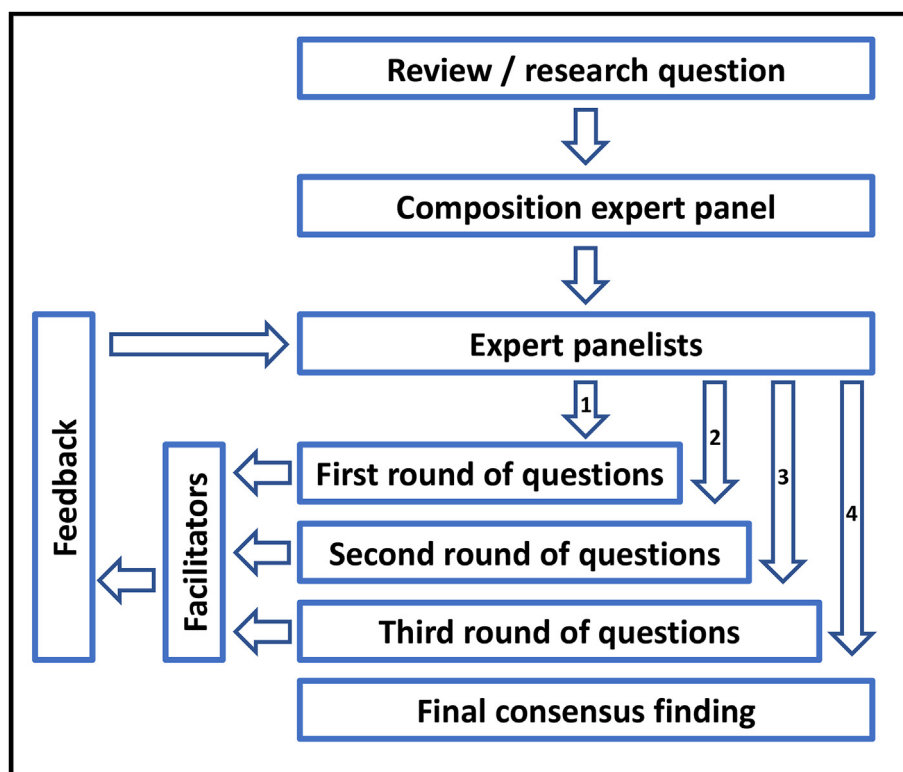 Review / research question
Composition expert panel
Expert panelists
1
2
3
4
First round of questions
Second round of questions
Third round of questions
Final consensus finding
Facilitators
Feedback